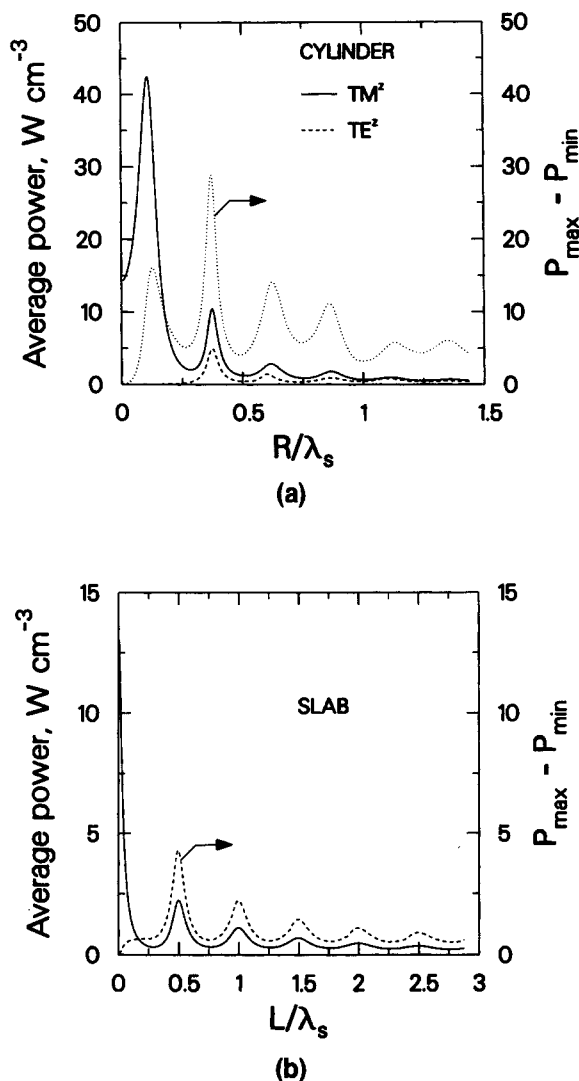 50
50
CYLINDER
TMᶻ
TEᶻ
40
40
30
30
20
20
10
10
0
0
Average power, W cm⁻³
P_max - P_min
0
0.5
1
1.5
R/λ_s
(a)
15
15
SLAB
10
10
5
5
0
0
Average power, W cm⁻³
P_max - P_min
0
0.5
1
1.5
2
2.5
3
L/λ_s
(b)